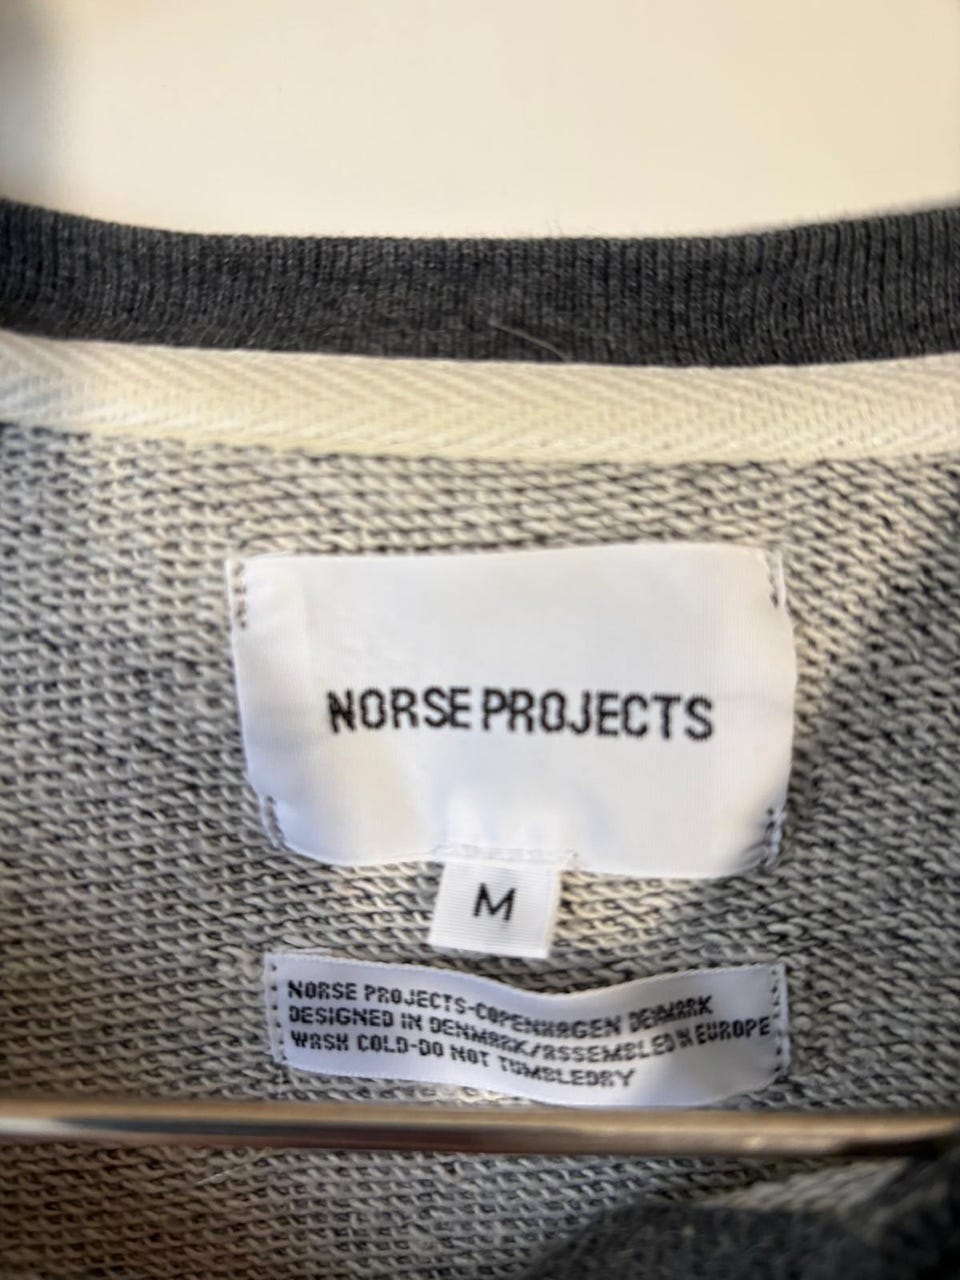 NORSE PROJECTS
M
NORSE PROJECTS-COPENHAGEN DENMARK
DESIGNED IN DENMARK/ASSEMBLED IN EUROPE
WASH COLD-DO NOT TUMBLEDRY